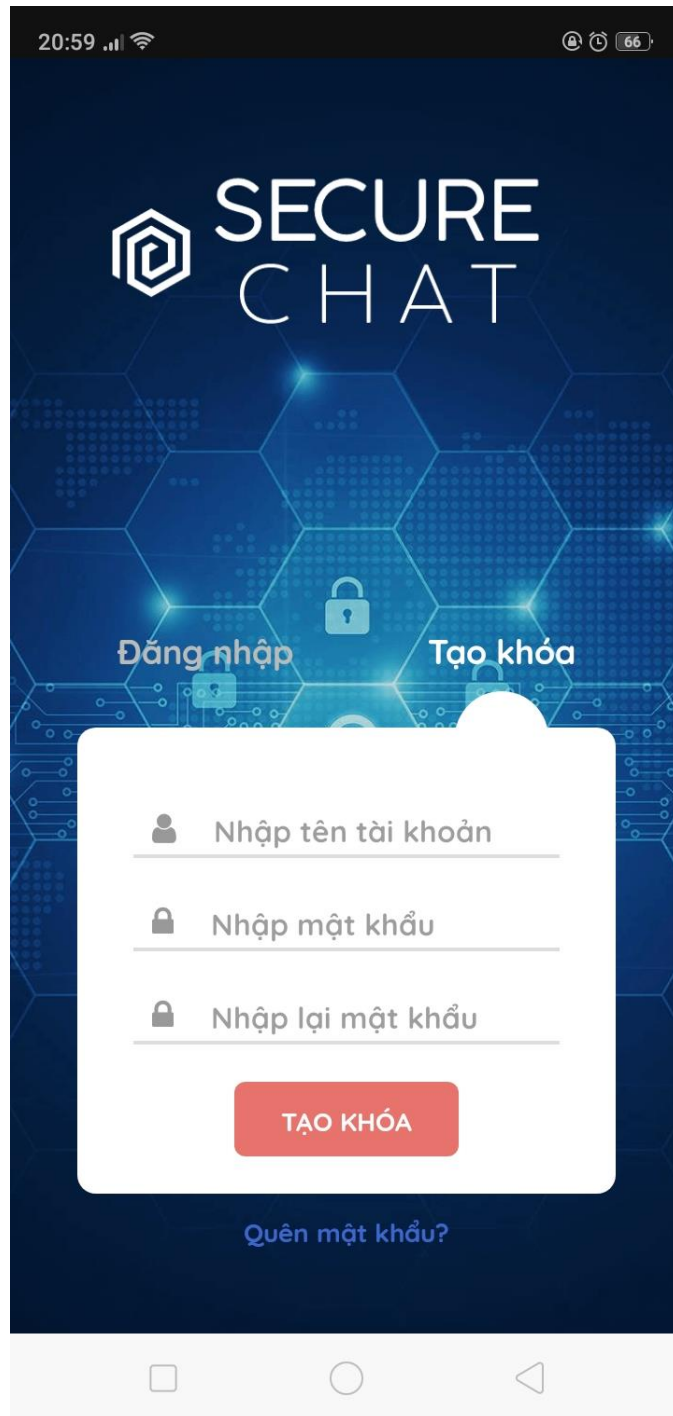 20:59
66
SECURE
CHAT
Đăng nhập
Tạo khóa
Nhập tên tài khoản
Nhập mật khẩu
Nhập lại mật khẩu
TẠO KHÓA
Quên mật khẩu?